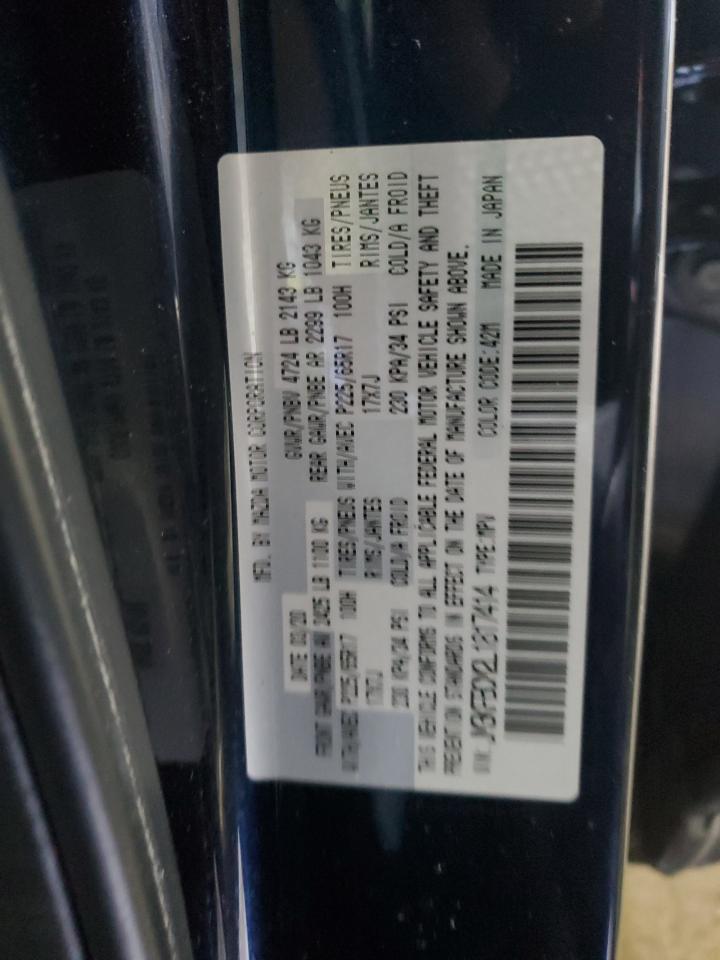 MFD. BY MAZDA MOTOR CORPORATION
DATE 03/20 GVWR/PNBV 4724 LB 2143 KG
FRONT GAWR/PNBE AV 2425 LB 1100 KG REAR GAWR/PNBE AR 2299 LB 1043 KG
WITH/AVEC P225/65R17 100H TIRES/PNEUS WITH/AVEC P225/65R17 100H TIRES/PNEUS
17X7J RIMS/JANTES 17X7J RIMS/JANTES
230 KPA/34 PSI COLD/A FROID 230 KPA/34 PSI COLD/A FROID
THIS VEHICLE CONFORMS TO ALL APPLICABLE FEDERAL MOTOR VEHICLE SAFETY AND THEFT
PREVENTION STANDARDS IN EFFECT ON THE DATE OF MANUFACTURE SHOWN ABOVE.
TYPE:MPV COLOR CODE:42M MADE IN JAPAN